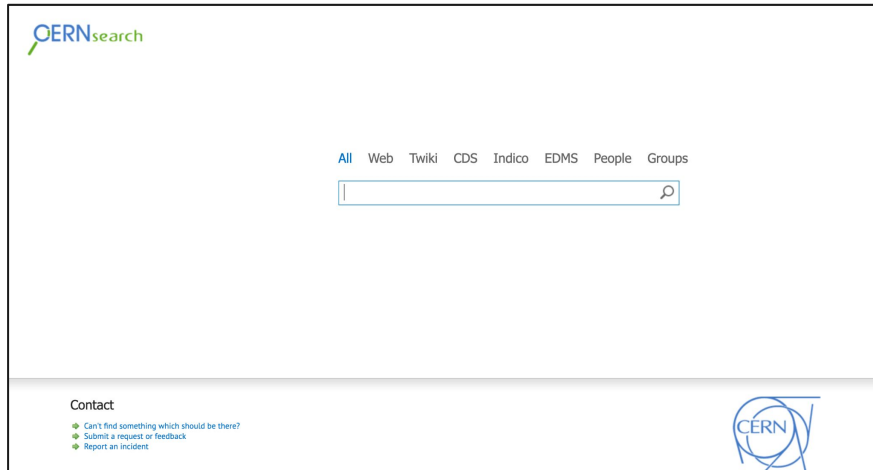 CERNsearch
All Web Twiki CDS Indico EDMS People Groups
Contact
Can't find something which should be there?
Submit a request or feedback
Report an incident
CERN